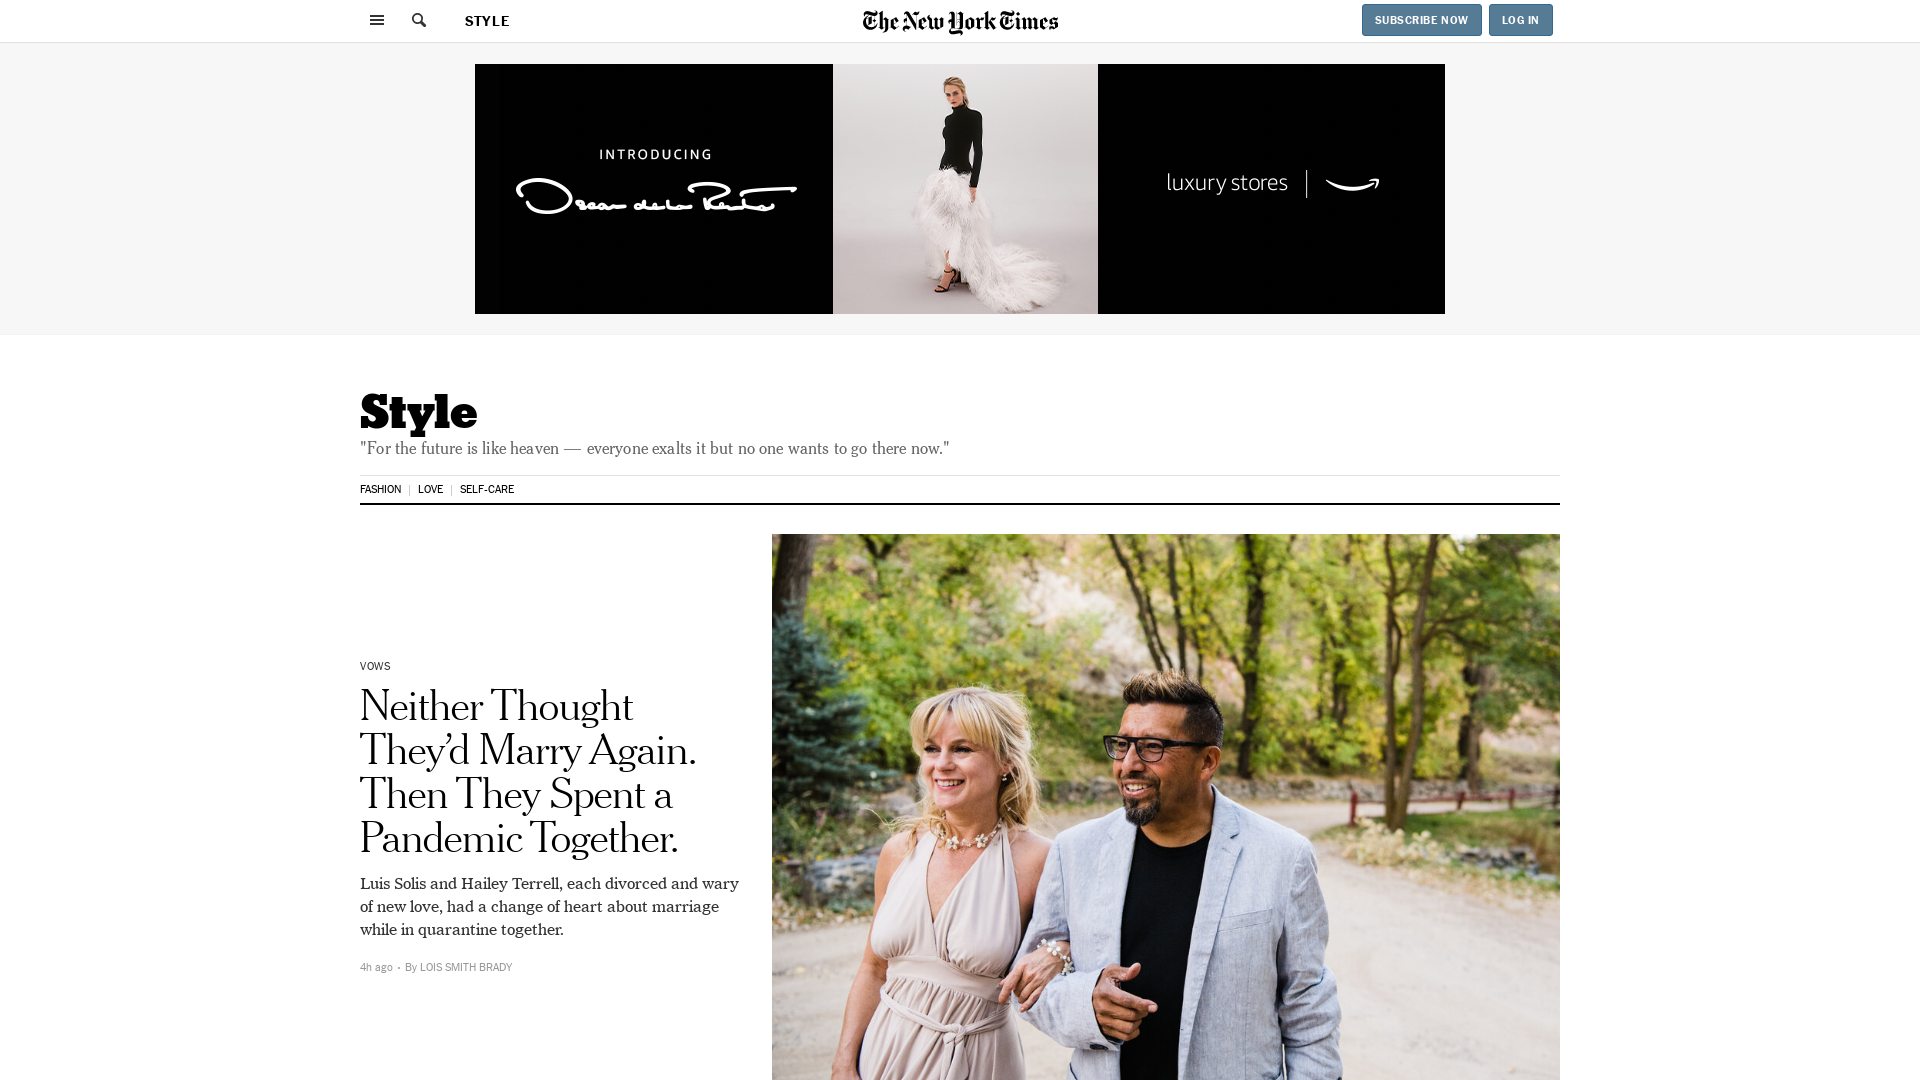 STYLE
The New York Times
SUBSCRIBE NOW
LOG IN
INTRODUCING
Oscar de la Renta
luxury stores
Style
"For the future is like heaven — everyone exalts it but no one wants to go there now."
FASHION
LOVE
SELF-CARE
VOWS
Neither Thought
They’d Marry Again.
Then They Spent a
Pandemic Together.
Luis Solis and Hailey Terrell, each divorced and wary
of new love, had a change of heart about marriage
while in quarantine together.
4h ago • By LOIS SMITH BRADY